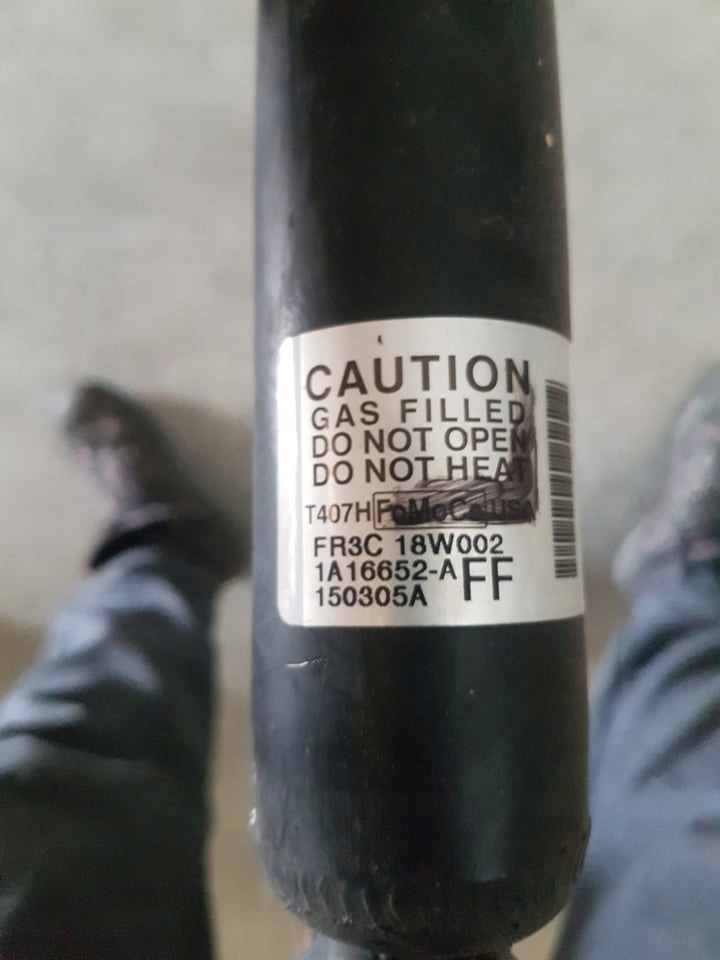 CAUTION
GAS FILLED
DO NOT OPEN
DO NOT HEAT
T407H FoMoCo USA
FR3C 18W002
1A16652-A FF
150305A